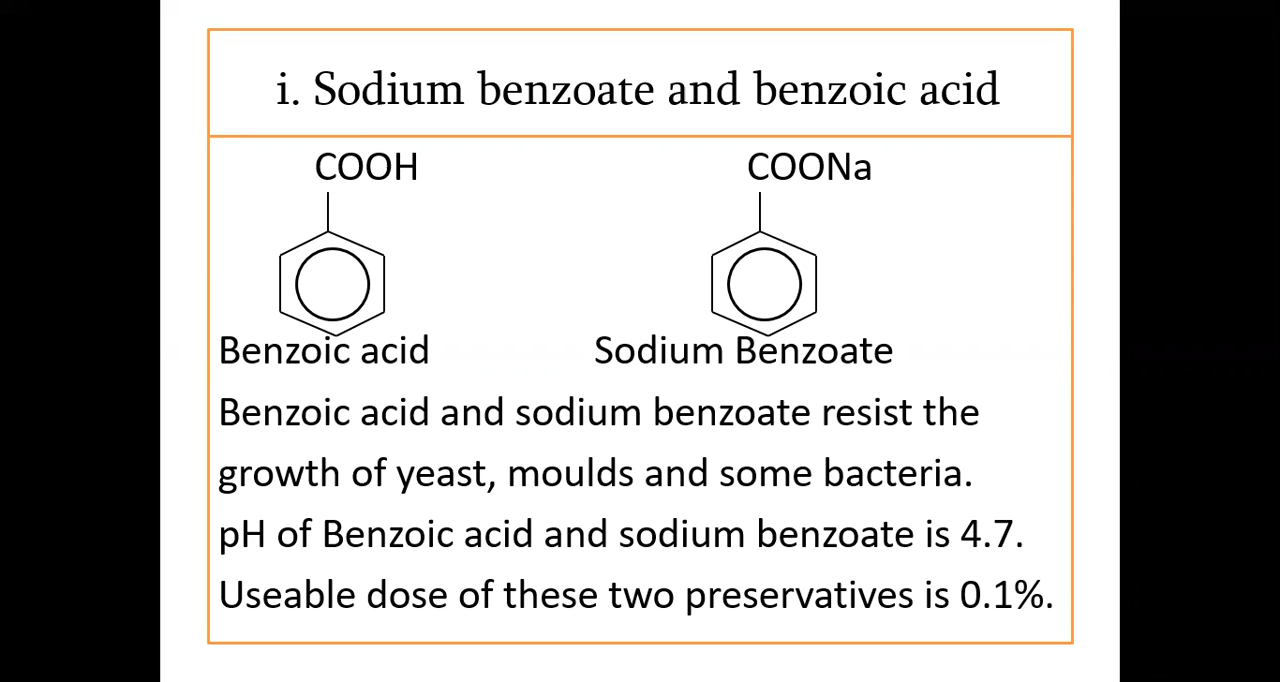 i. Sodium benzoate and benzoic acid
COOH COONa
Benzoic acid Sodium Benzoate
Benzoic acid and sodium benzoate resist the
growth of yeast, moulds and some bacteria.
pH of Benzoic acid and sodium benzoate is 4.7.
Useable dose of these two preservatives is 0.1%.